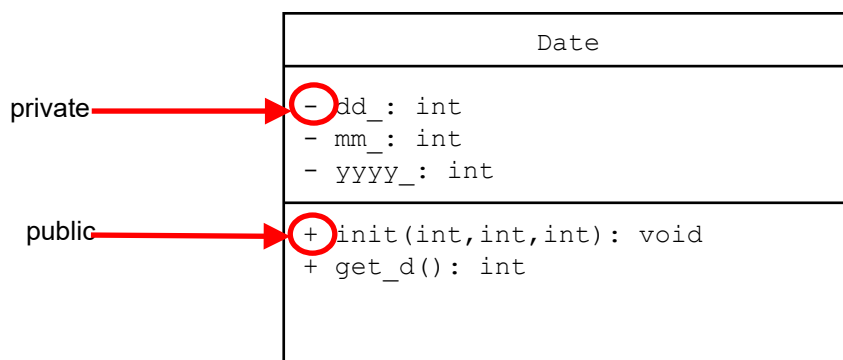 Date
private
- dd_: int
- mm_: int
- yyyy_: int
public
+ init(int,int,int): void
+ get_d(): int